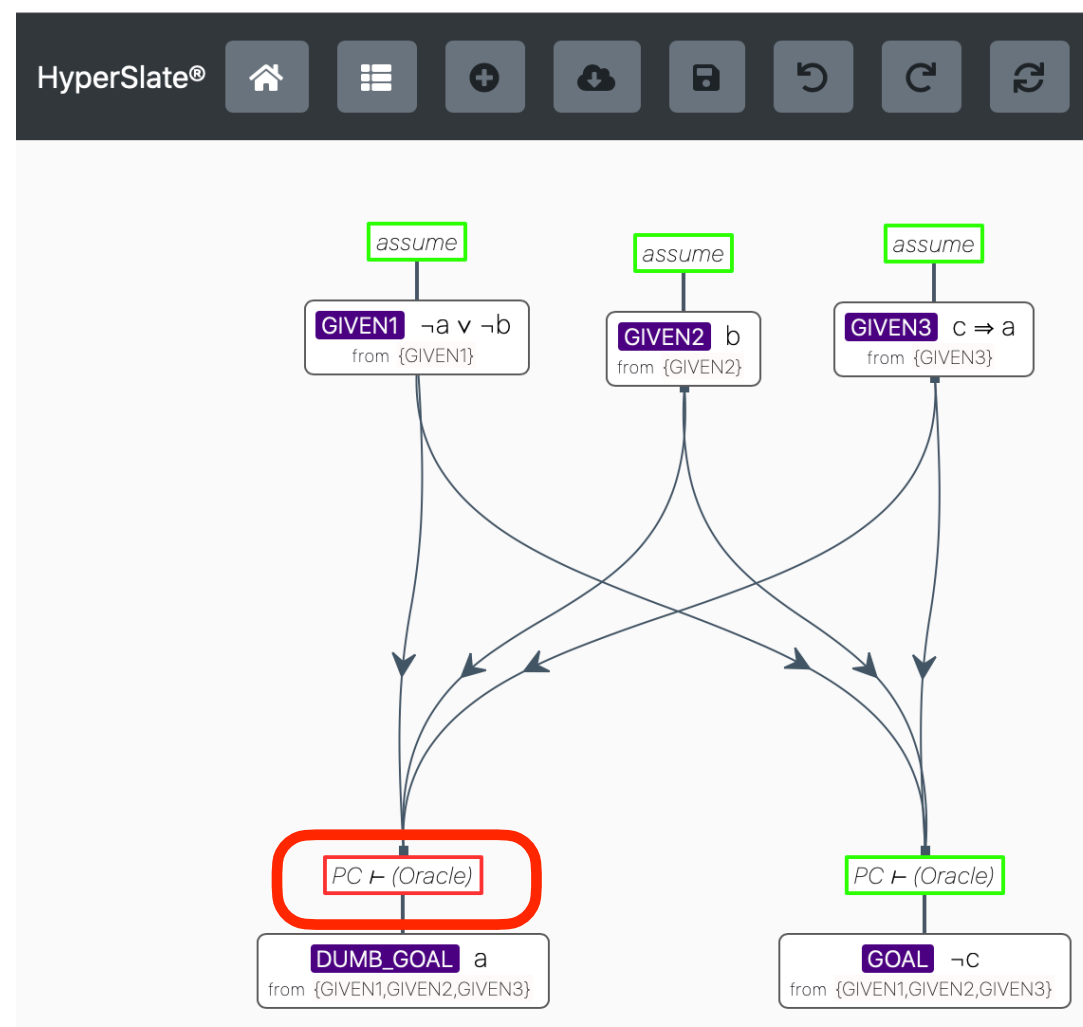 HyperSlate®
assume
assume
assume
GIVEN1 ¬a ∨ ¬b
from {GIVEN1}
GIVEN2 b
from {GIVEN2}
GIVEN3 c ⇒ a
from {GIVEN3}
PC ⊢ (Oracle)
PC ⊢ (Oracle)
DUMB_GOAL a
from {GIVEN1,GIVEN2,GIVEN3}
GOAL ¬c
from {GIVEN1,GIVEN2,GIVEN3}